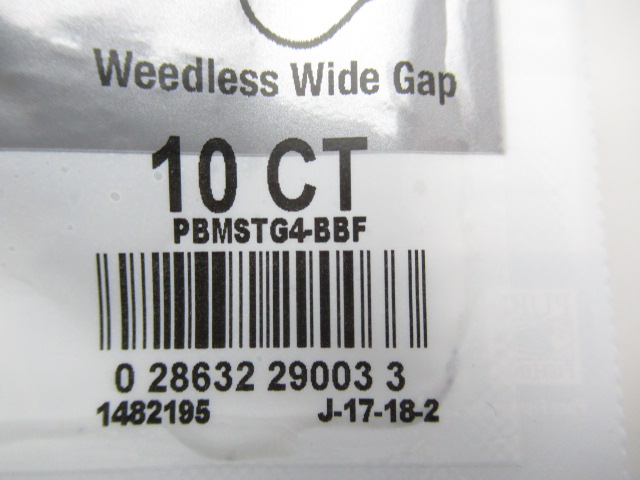 Weedless Wide Gap
10 CT
PBMSTG4-BBF
0 28632 29003 3
1482195 J-17-18-2